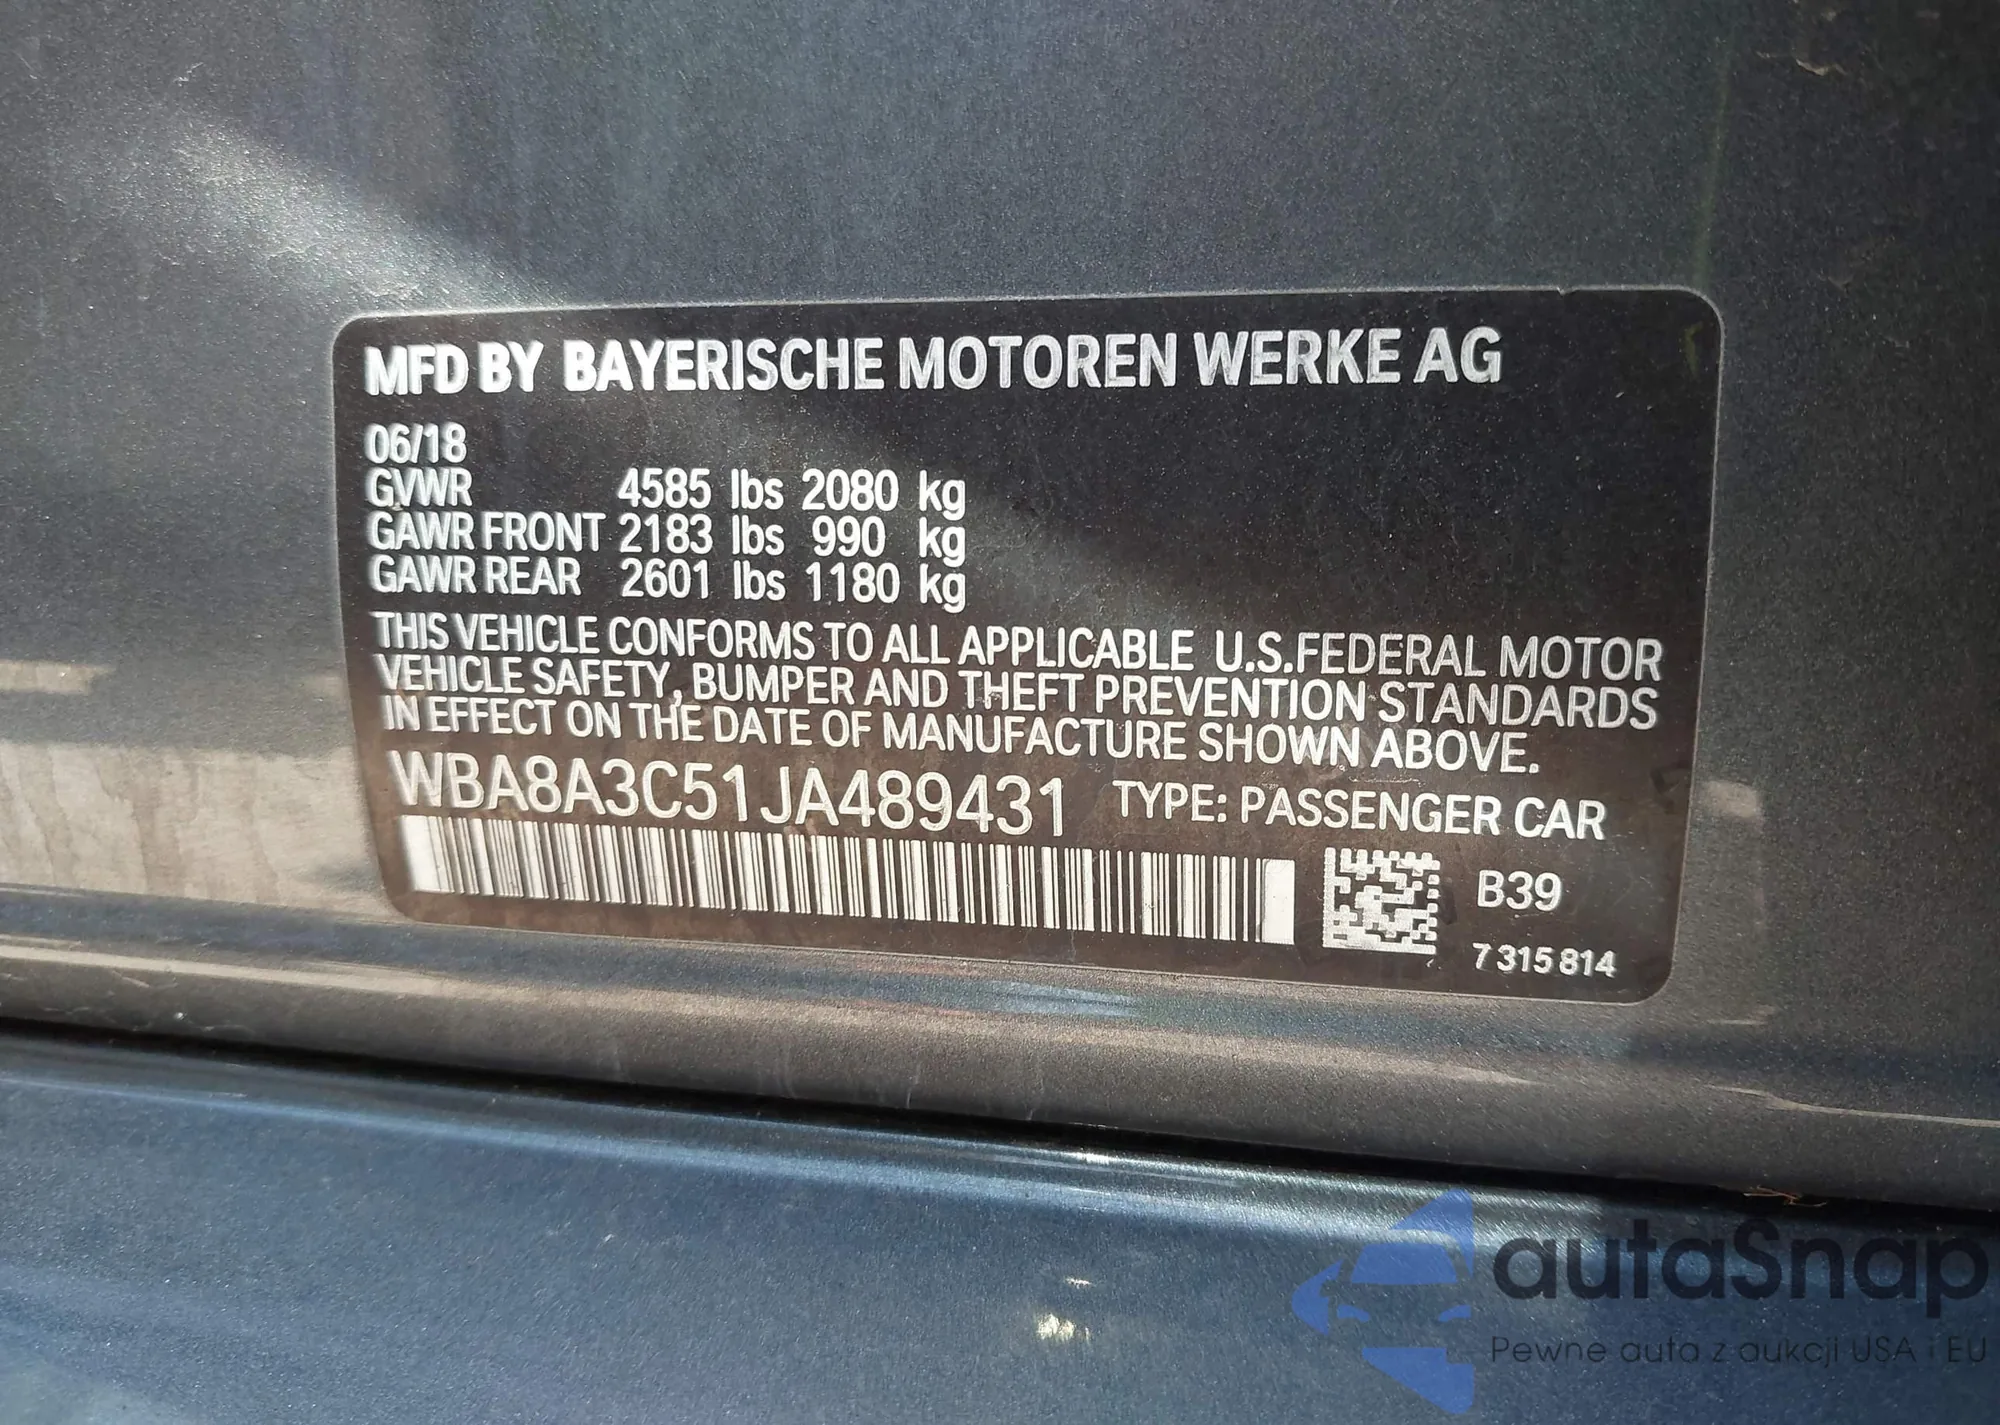 MFD BY BAYERISCHE MOTOREN WERKE AG
06/18
GVWR 4585 lbs 2080 kg
GAWR FRONT 2183 lbs 990 kg
GAWR REAR 2601 lbs 1180 kg
THIS VEHICLE CONFORMS TO ALL APPLICABLE U.S.FEDERAL MOTOR
VEHICLE SAFETY, BUMPER AND THEFT PREVENTION STANDARDS
IN EFFECT ON THE DATE OF MANUFACTURE SHOWN ABOVE.
WBA8A3C51JA489431 TYPE: PASSENGER CAR
B39
7 315 814
autaSnap
Pewne auta z aukcji USA i EU